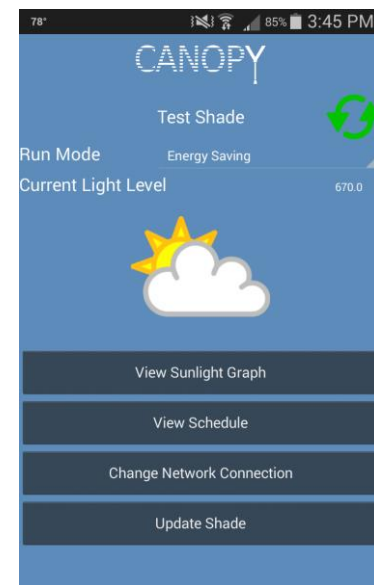 78° 85% 3:45 PM
CANOPY
Test Shade
Run Mode Energy Saving
Current Light Level 670.0
View Sunlight Graph
View Schedule
Change Network Connection
Update Shade